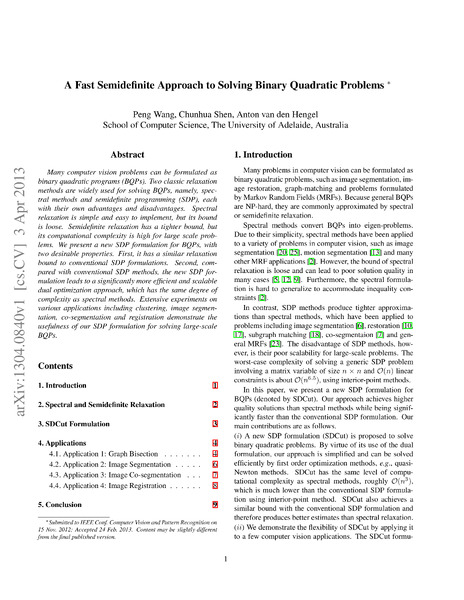 arXiv:1304.0840v1 [cs.CV] 3 Apr 2013
A Fast Semidefinite Approach to Solving Binary Quadratic Problems *
Peng Wang, Chunhua Shen, Anton van den Hengel
School of Computer Science, The University of Adelaide, Australia
Abstract
Many computer vision problems can be formulated as
binary quadratic programs (BQPs). Two classic relaxation
methods are widely used for solving BQPs, namely, spec-
tral methods and semidefinite programming (SDP), each
with their own advantages and disadvantages. Spectral
relaxation is simple and easy to implement, but its bound
is loose. Semidefinite relaxation has a tighter bound, but
its computational complexity is high for large scale prob-
lems. We present a new SDP formulation for BQPs, with
two desirable properties. First, it has a similar relaxation
bound to conventional SDP formulations. Second, com-
pared with conventional SDP methods, the new SDP for-
mulation leads to a significantly more efficient and scalable
dual optimization approach, which has the same degree of
complexity as spectral methods. Extensive experiments on
various applications including clustering, image segmen-
tation, co-segmentation and registration demonstrate the
usefulness of our SDP formulation for solving large-scale
BQPs.
Contents
1. Introduction 1
2. Spectral and Semidefinite Relaxation 2
3. SDCut Formulation 3
4. Applications 4
4.1. Application 1: Graph Bisection . . . . . . . 4
4.2. Application 2: Image Segmentation . . . . . 6
4.3. Application 3: Image Co-segmentation . . . 7
4.4. Application 4: Image Registration . . . . . . 8
5. Conclusion 9
*Submitted to IEEE Conf. Computer Vision and Pattern Recognition on
15 Nov. 2012; Accepted 24 Feb. 2013. Content may be slightly different
from the final published version.
1. Introduction
Many problems in computer vision can be formulated as
binary quadratic problems, such as image segmentation, im-
age restoration, graph-matching and problems formulated
by Markov Random Fields (MRFs). Because general BQPs
are NP-hard, they are commonly approximated by spectral
or semidefinite relaxation.
Spectral methods convert BQPs into eigen-problems.
Due to their simplicity, spectral methods have been applied
to a variety of problems in computer vision, such as image
segmentation [20, 25], motion segmentation [13] and many
other MRF applications [2]. However, the bound of spectral
relaxation is loose and can lead to poor solution quality in
many cases [5, 12, 9]. Furthermore, the spectral formula-
tion is hard to generalize to accommodate inequality con-
straints [2].
In contrast, SDP methods produce tighter approxima-
tions than spectral methods, which have been applied to
problems including image segmentation [6], restoration [10,
17], subgraph matching [18], co-segmentation [7] and gen-
eral MRFs [23]. The disadvantage of SDP methods, how-
ever, is their poor scalability for large-scale problems. The
worst-case complexity of solving a generic SDP problem
involving a matrix variable of size n × n and O(n) linear
constraints is about O(n^6.5), using interior-point methods.
In this paper, we present a new SDP formulation for
BQPs (denoted by SDCut). Our approach achieves higher
quality solutions than spectral methods while being signif-
icantly faster than the conventional SDP formulation. Our
main contributions are as follows.
(i) A new SDP formulation (SDCut) is proposed to solve
binary quadratic problems. By virtue of its use of the dual
formulation, our approach is simplified and can be solved
efficiently by first order optimization methods, e.g., quasi-
Newton methods. SDCut has the same level of compu-
tational complexity as spectral methods, roughly O(n^3),
which is much lower than the conventional SDP formula-
tion using interior-point method. SDCut also achieves a
similar bound with the conventional SDP formulation and
therefore produces better estimates than spectral relaxation.
(ii) We demonstrate the flexibility of SDCut by applying it
to a few computer vision applications. The SDCut formu-
1